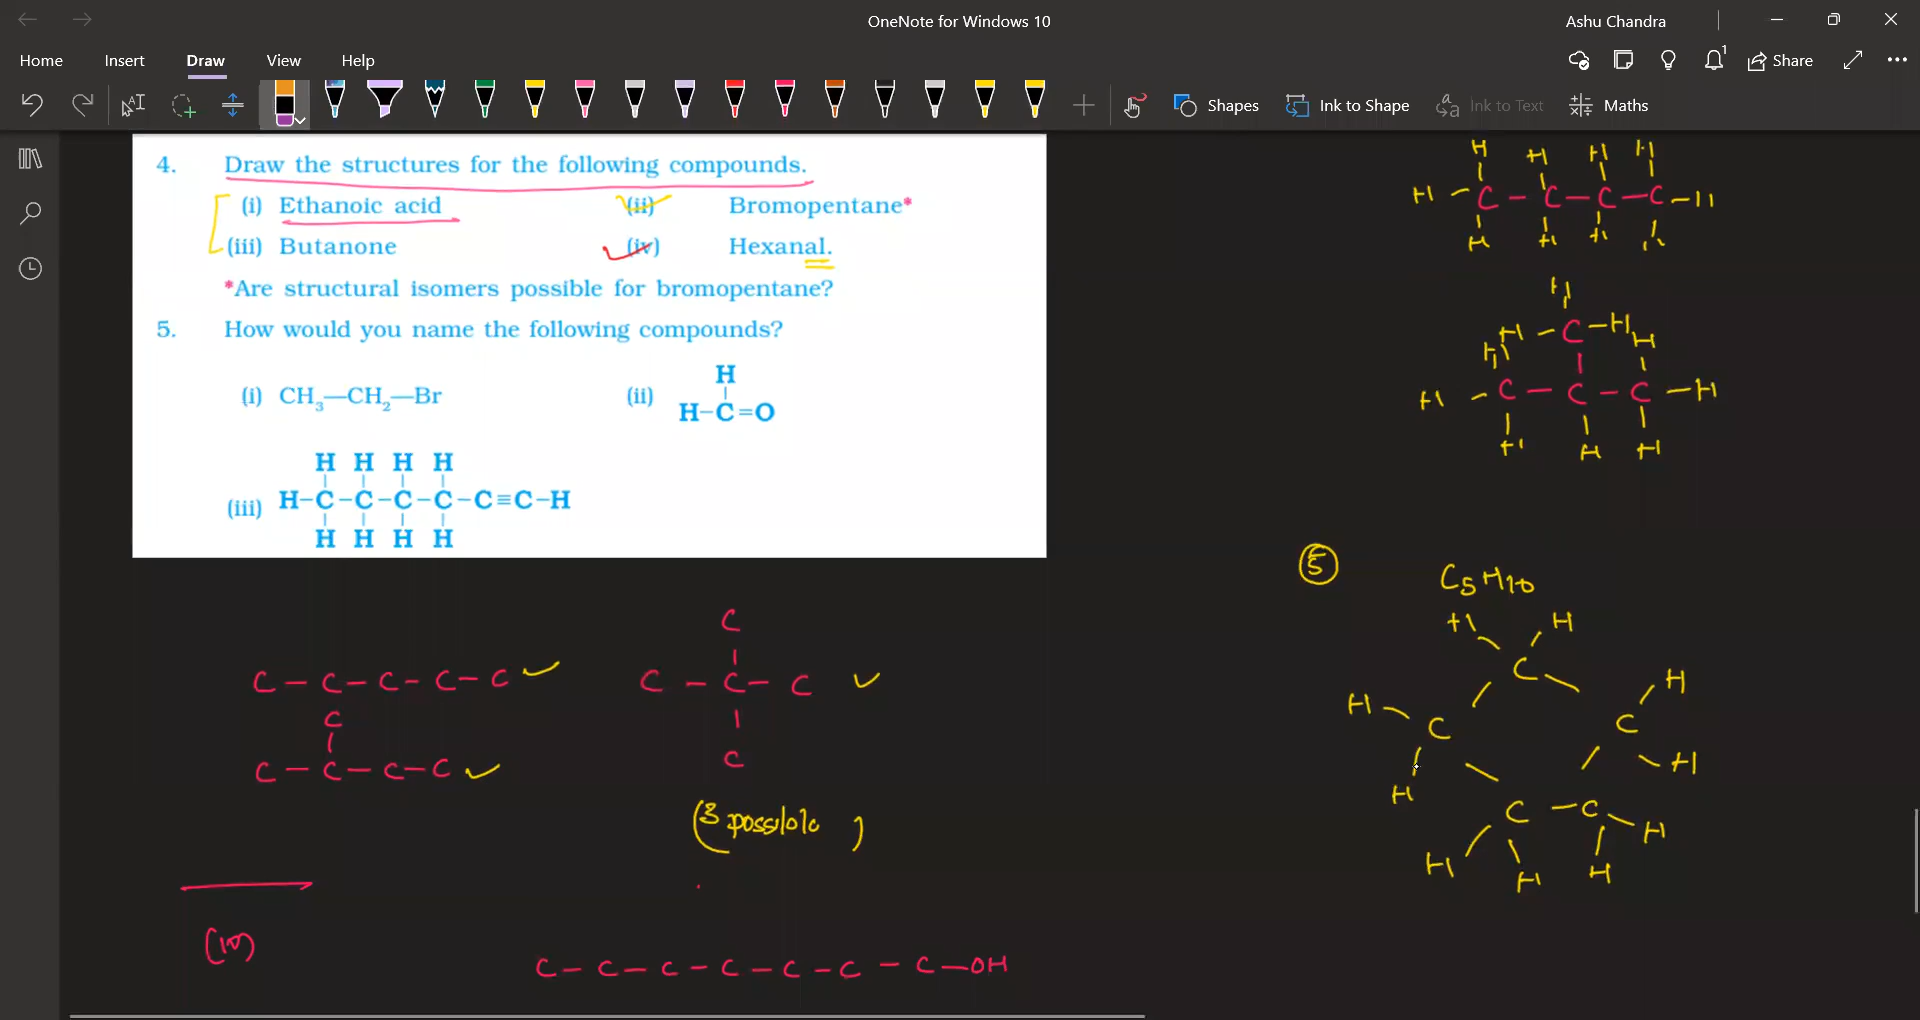 OneNote for Windows 10
Ashu Chandra
Home Insert Draw View Help
1
Share
Shapes Ink to Shape Ink to Text Maths
4. Draw the structures for the following compounds.
(i) Ethanoic acid (ii) Bromopentane*
(iii) Butanone (iv) Hexanal.
*Are structural isomers possible for bromopentane?
5. How would you name the following compounds?
(i) CH₃—CH₂—Br (ii) H–C=O
H
(iii) H–C–C–C–C–C≡C–H
H H H H
H H H H
H H H H
H – C – C – C – C – H
H H H H
H
H – C – H
H H
H – C – C – C – H
H H H
5
C5H10
H H
C
H C C H
H H
C – C
H H H H
C – C – C – C – C
C
C – C – C – C
C
C – C – C
C
(3 possible)
(10)
C – C – C – C – C – C – C – OH